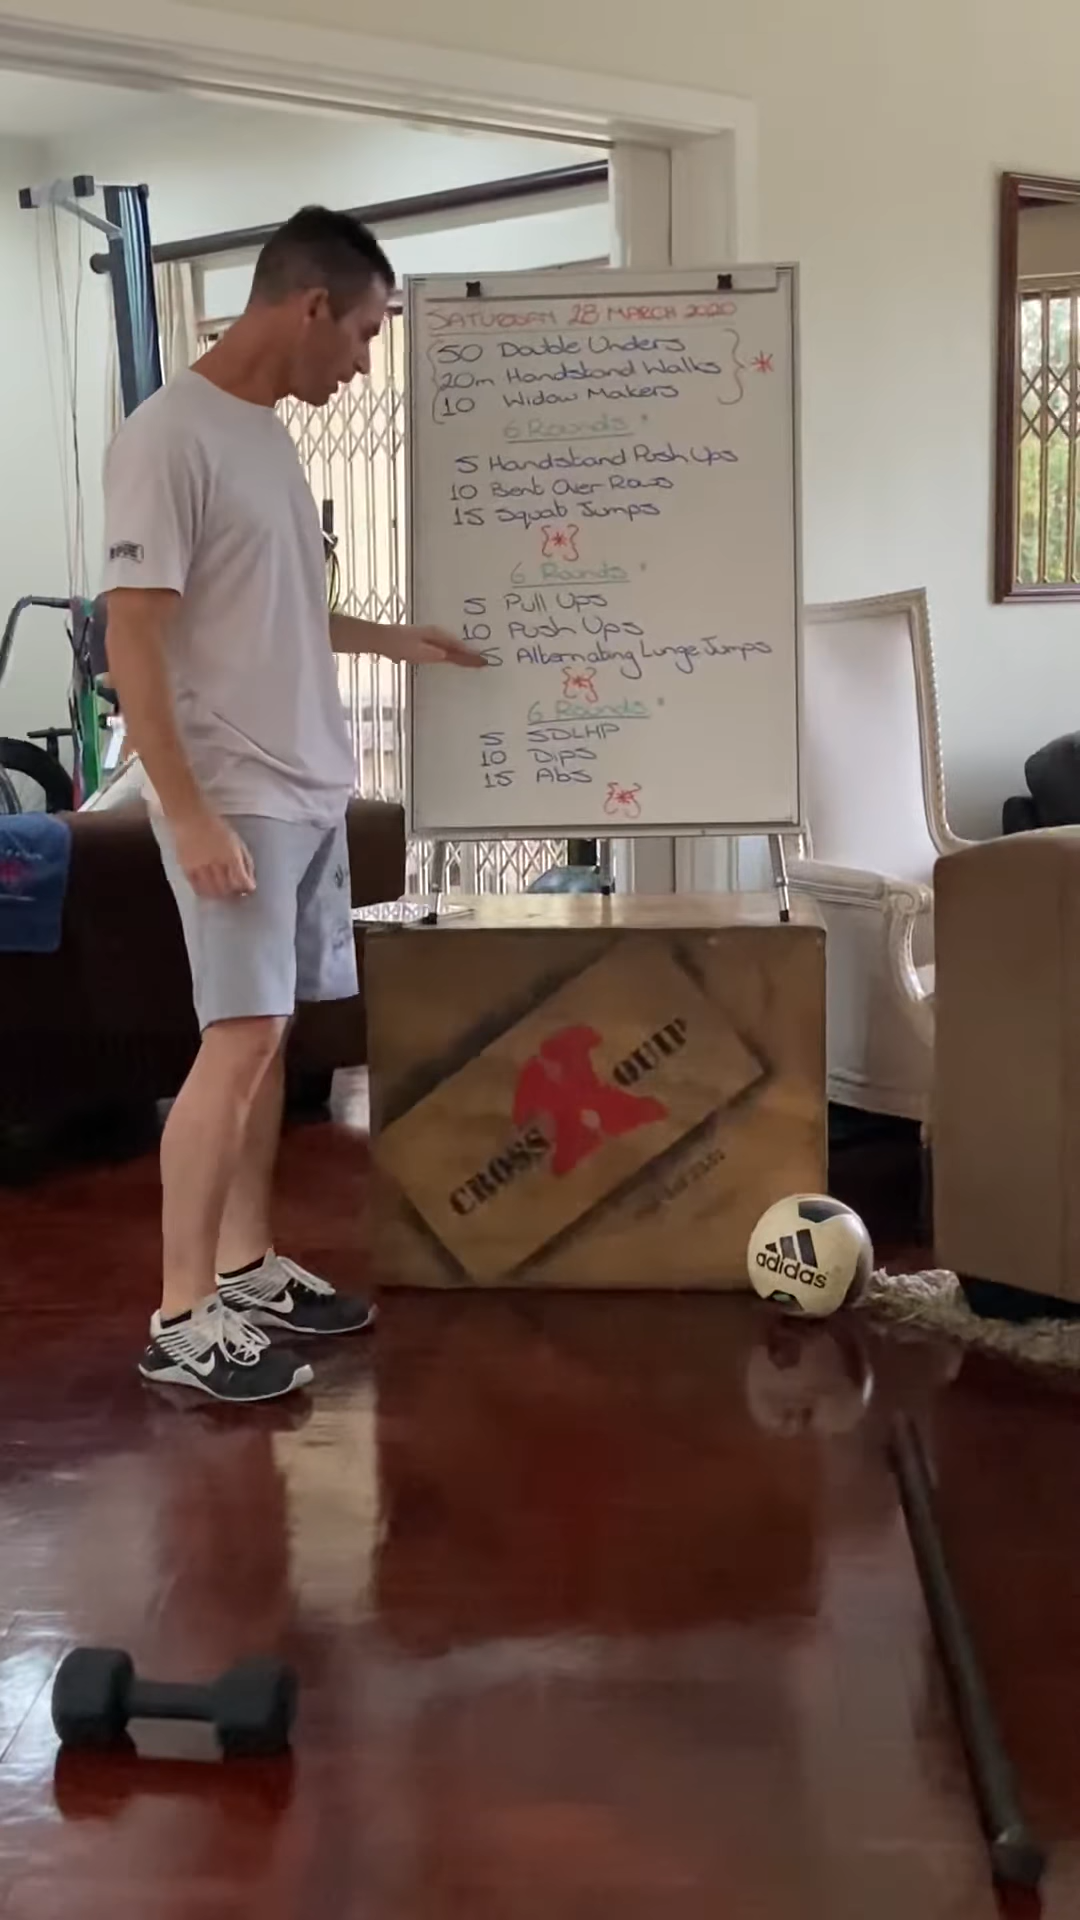 SATURDAY 28 MARCH 2020
50 Double Unders
20m Handstand Walks *
10 Widow Makers
6 Rounds *
5 Handstand Push Ups
10 Bent Over Rows
15 Squat Jumps
{*}
6 Rounds *
5 Pull Ups
10 Push Ups
5 Alternating Lunge Jumps
{*}
6 Rounds *
5 SDLHP
10 Dips
15 Abs
{*}
CROSS QUIP
adidas